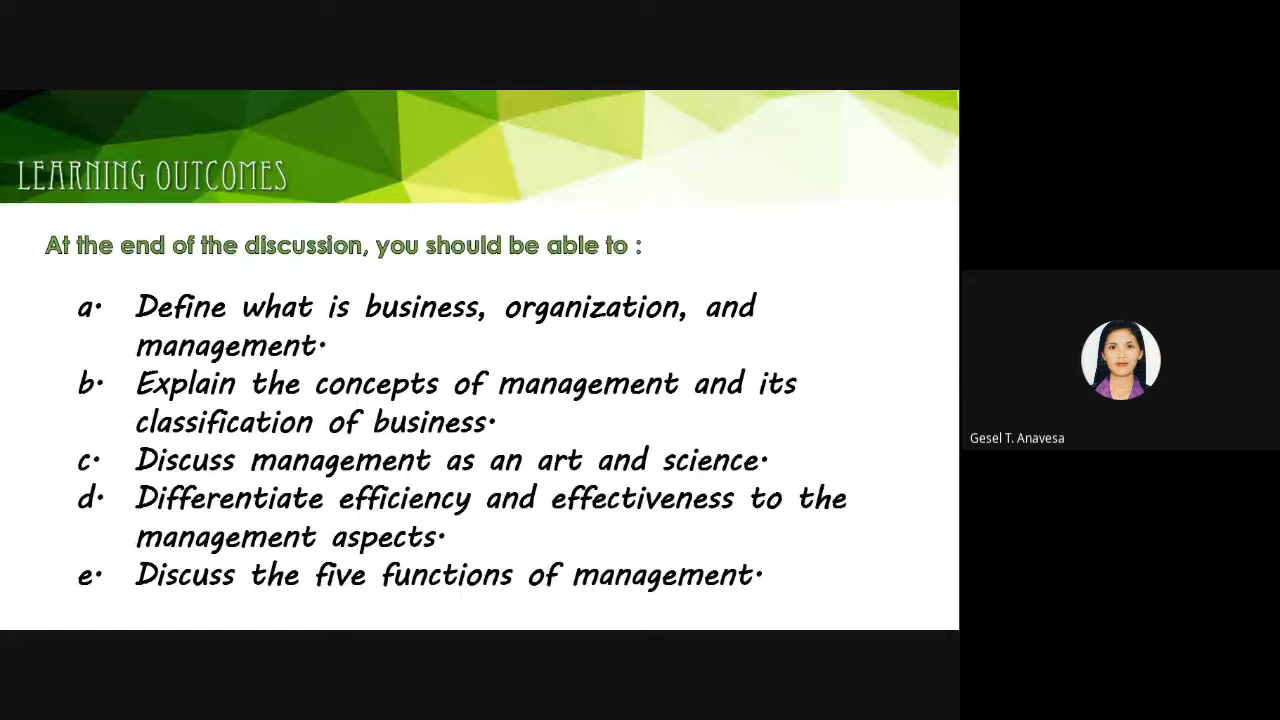 LEARNING OUTCOMES
At the end of the discussion, you should be able to :
a. Define what is business, organization, and
management.
b. Explain the concepts of management and its
classification of business.
c. Discuss management as an art and science.
d. Differentiate efficiency and effectiveness to the
management aspects.
e. Discuss the five functions of management.
Gesel T. Anavesa